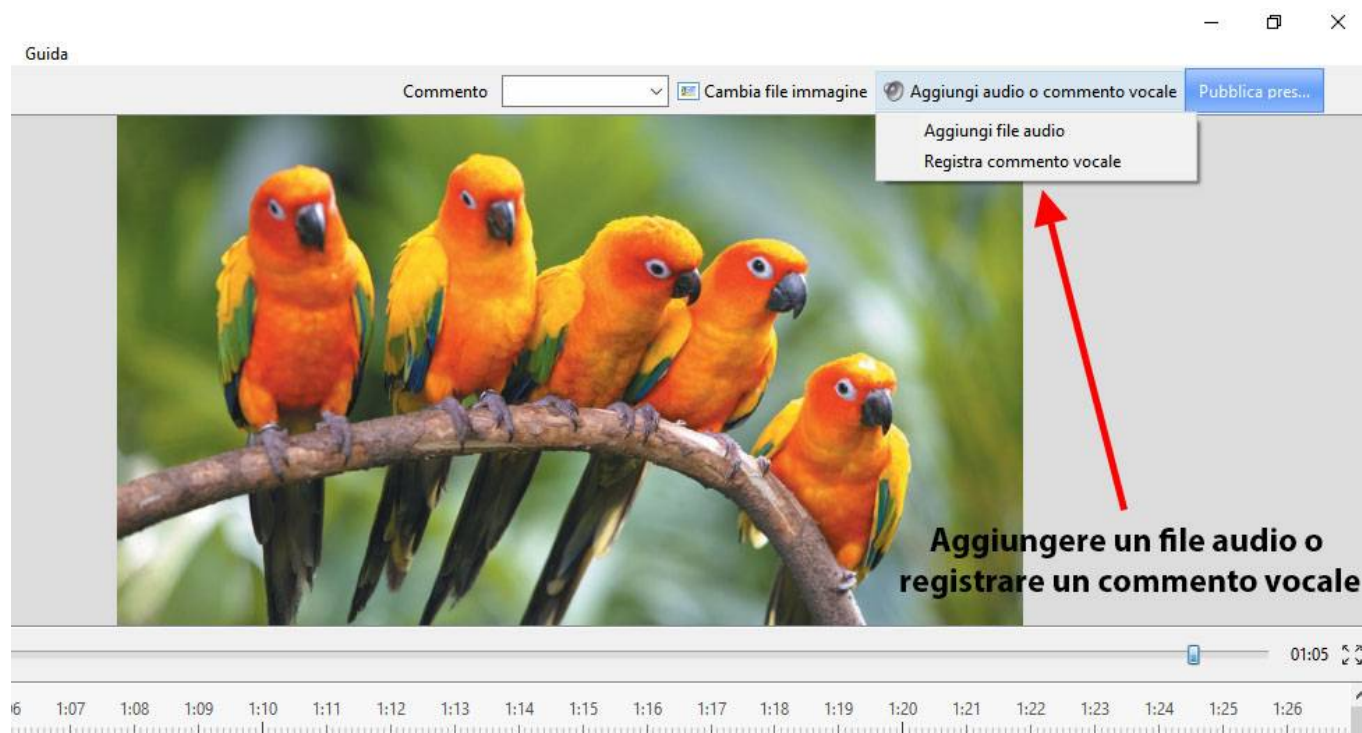 Guida
Commento Cambia file immagine Aggiungi audio o commento vocale Pubblica pres...
Aggiungi file audio
Registra commento vocale
Aggiungere un file audio o
registrare un commento vocale
01:05
6 1:07 1:08 1:09 1:10 1:11 1:12 1:13 1:14 1:15 1:16 1:17 1:18 1:19 1:20 1:21 1:22 1:23 1:24 1:25 1:26